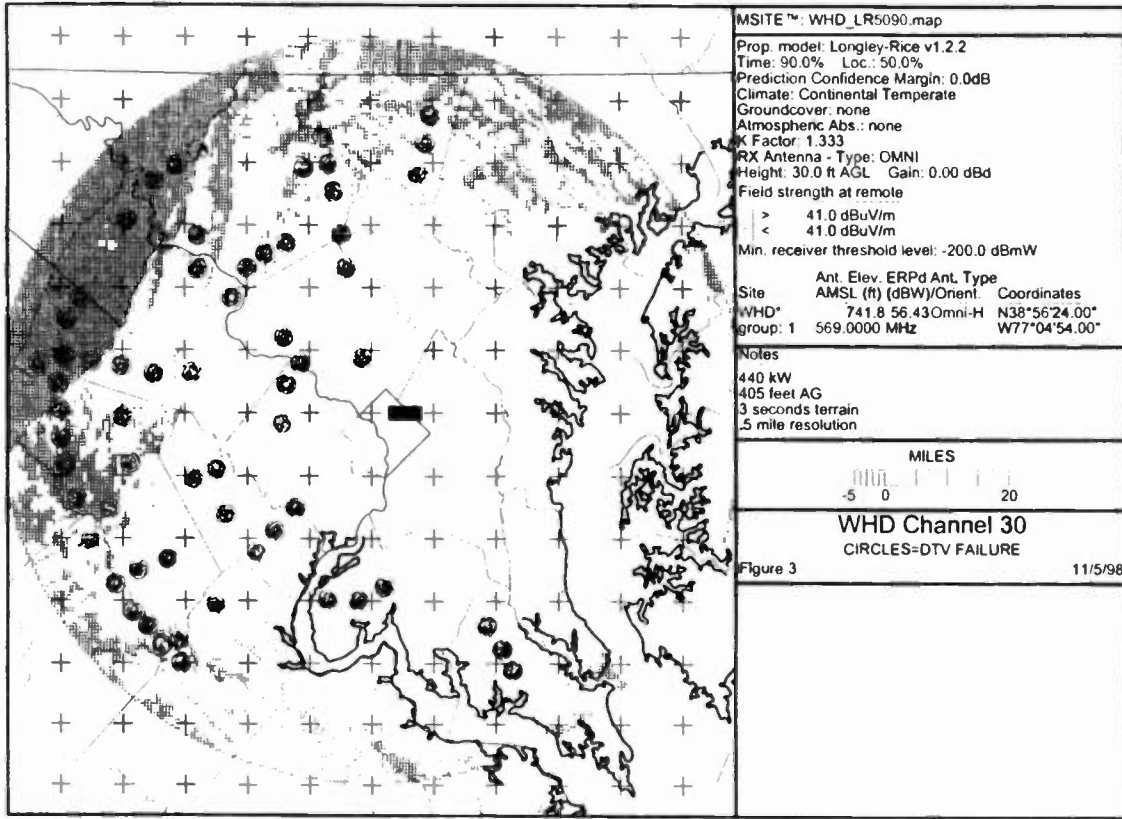 MSITE™: WHD_LR5090.map
Prop. model: Longley-Rice v1.2.2
Time: 90.0% Loc.: 50.0%
Prediction Confidence Margin: 0.0dB
Climate: Continental Temperate
Groundcover: none
Atmospheric Abs.: none
K Factor: 1.333
RX Antenna - Type: OMNI
Height: 30.0 ft AGL Gain: 0.00 dBd
Field strength at remote
> 41.0 dBuV/m
< 41.0 dBuV/m
Min. receiver threshold level: -200.0 dBmW
Ant. Elev. ERPd Ant. Type
Site AMSL (ft) (dBW)/Orient. Coordinates
WHD* 741.8 56.43 Omni-H N38°56'24.00"
group: 1 569.0000 MHz W77°04'54.00"
Notes
440 kW
405 feet AG
3 seconds terrain
.5 mile resolution
MILES
-5 0 20
WHD Channel 30
CIRCLES=DTV FAILURE
Figure 3 11/5/98